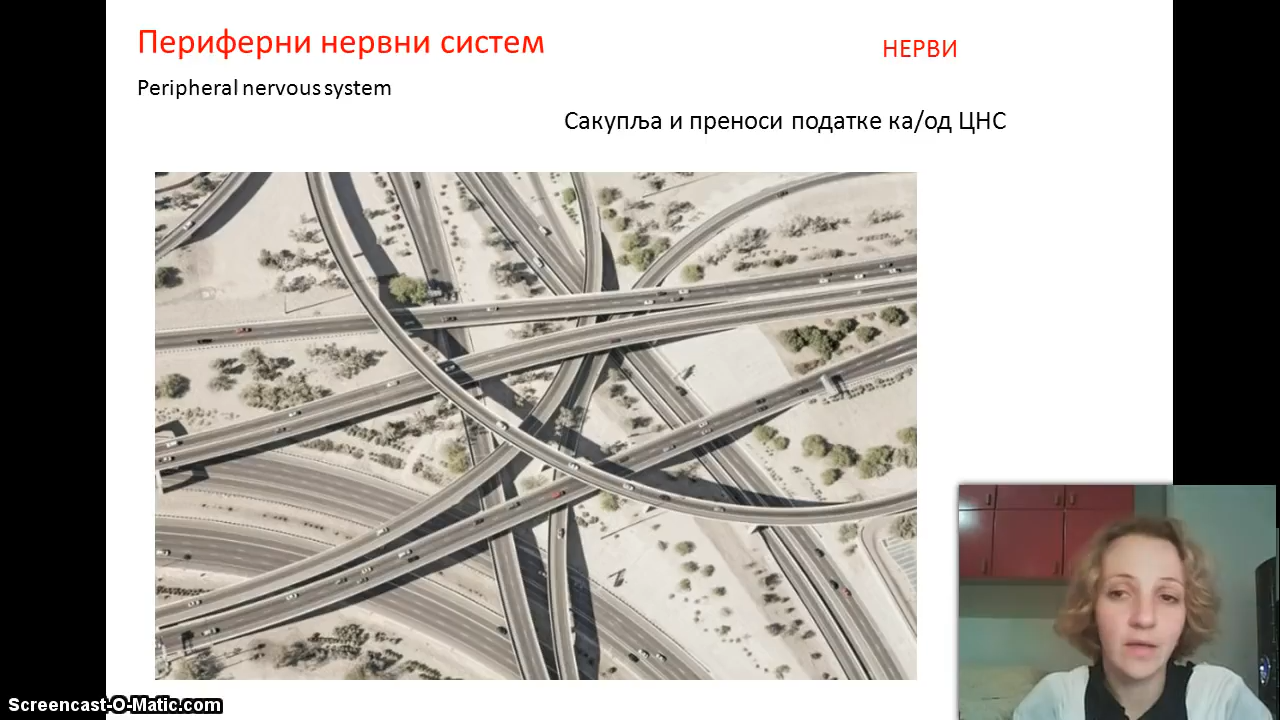 Периферни нервни систем
НЕРВИ
Peripheral nervous system
Сакупља и преноси податке ка/од ЦНС
Screencast-O-Matic.com